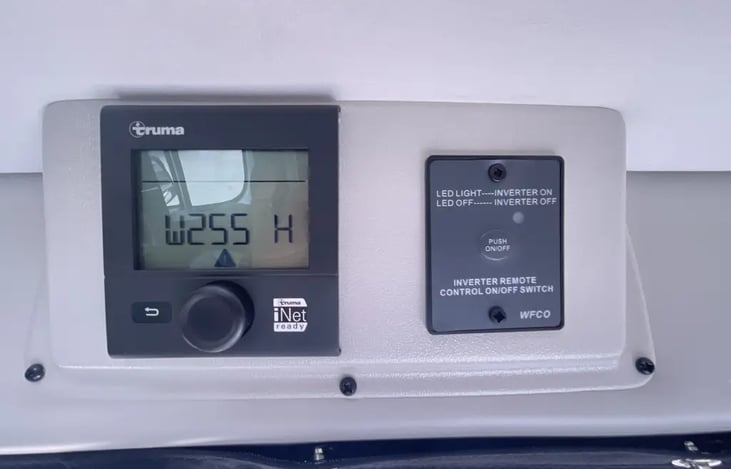 truma
W255 H
truma
iNet
ready
LED LIGHT----INVERTER ON
LED OFF------ INVERTER OFF
PUSH
ON/OFF
INVERTER REMOTE
CONTROL ON/OFF SWITCH
WFCO